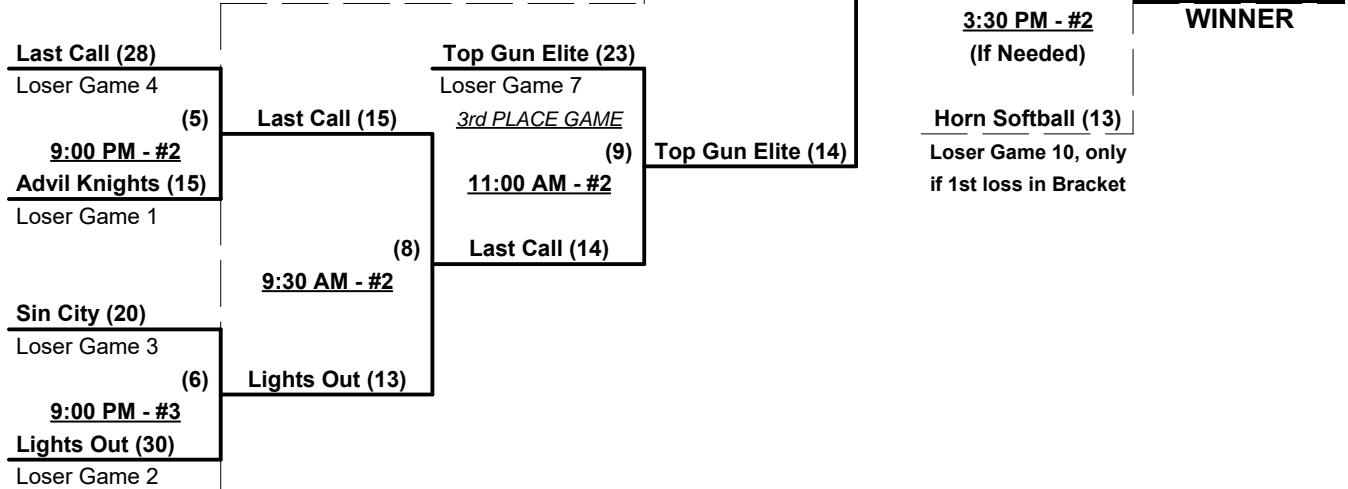 3:30 PM - #2
WINNER
(If Needed)
Last Call (28)
Loser Game 4
(5)
9:00 PM - #2
Advil Knights (15)
Loser Game 1
Last Call (15)
Top Gun Elite (23)
Loser Game 7
3rd PLACE GAME
(9)
11:00 AM - #2
Top Gun Elite (14)
Horn Softball (13)
Loser Game 10, only
if 1st loss in Bracket
(8)
9:30 AM - #2
Last Call (14)
Sin City (20)
Loser Game 3
(6)
9:00 PM - #3
Lights Out (30)
Loser Game 2
Lights Out (13)